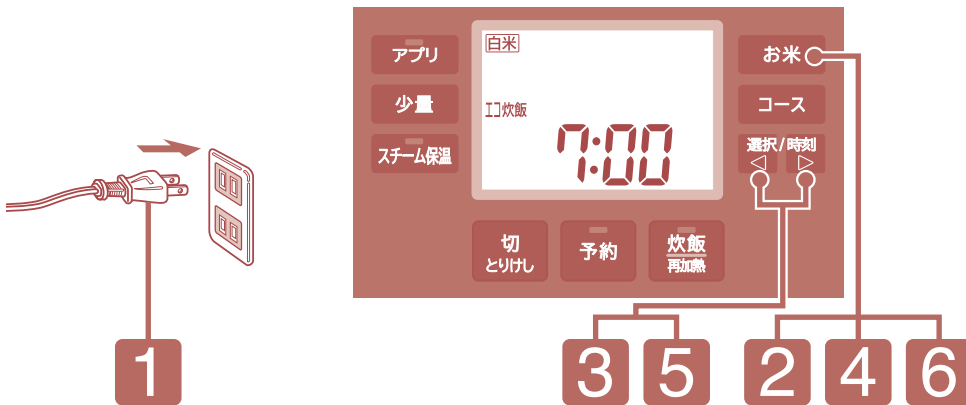 アプリ
少量
スチーム保温
白米
エコ炊飯
7:00
お米
コース
選択/時刻
◁ ▷
切
とりけし
予約
炊飯
再加熱
1
3 5 2 4 6